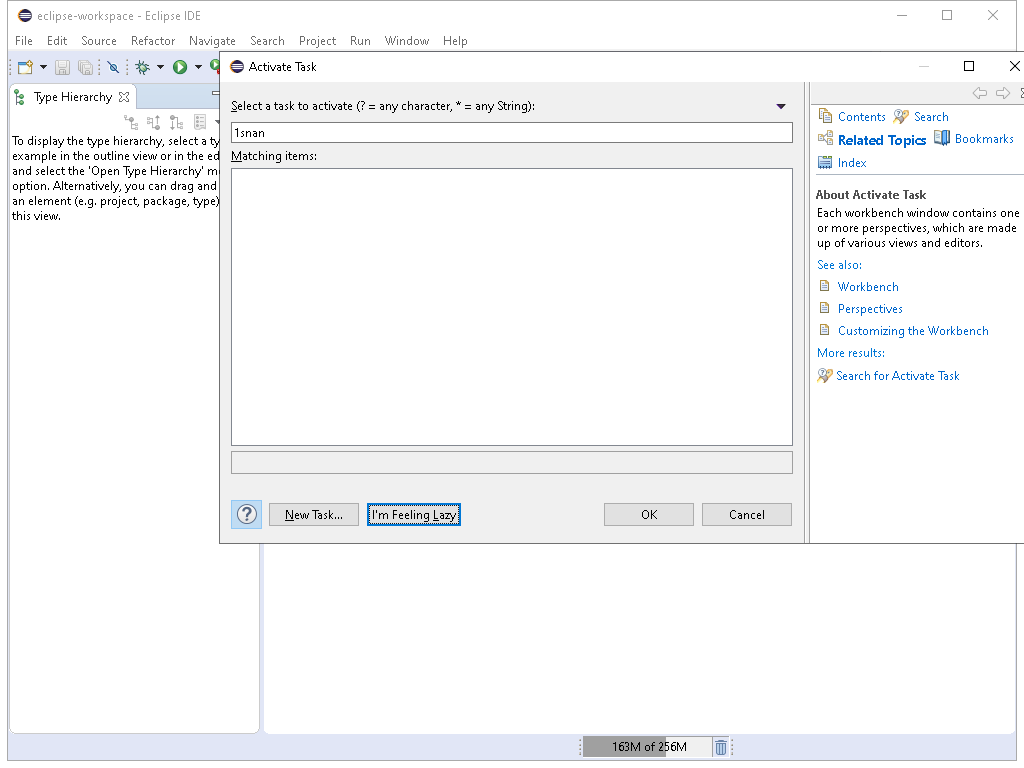 eclipse-workspace - Eclipse IDE
File Edit Source Refactor Navigate Search Project Run Window Help
Activate Task
Type Hierarchy
To display the type hierarchy, select a ty
example in the outline view or in the ed
and select the 'Open Type Hierarchy' m
option. Alternatively, you can drag and
an element (e.g. project, package, type)
this view.
Select a task to activate (? = any character, * = any String):
1snan
Matching items:
New Task...
I'm Feeling Lazy
OK
Cancel
Contents Search
Related Topics Bookmarks
Index
About Activate Task
Each workbench window contains one
or more perspectives, which are made
up of various views and editors.
See also:
Workbench
Perspectives
Customizing the Workbench
More results:
Search for Activate Task
163M of 256M